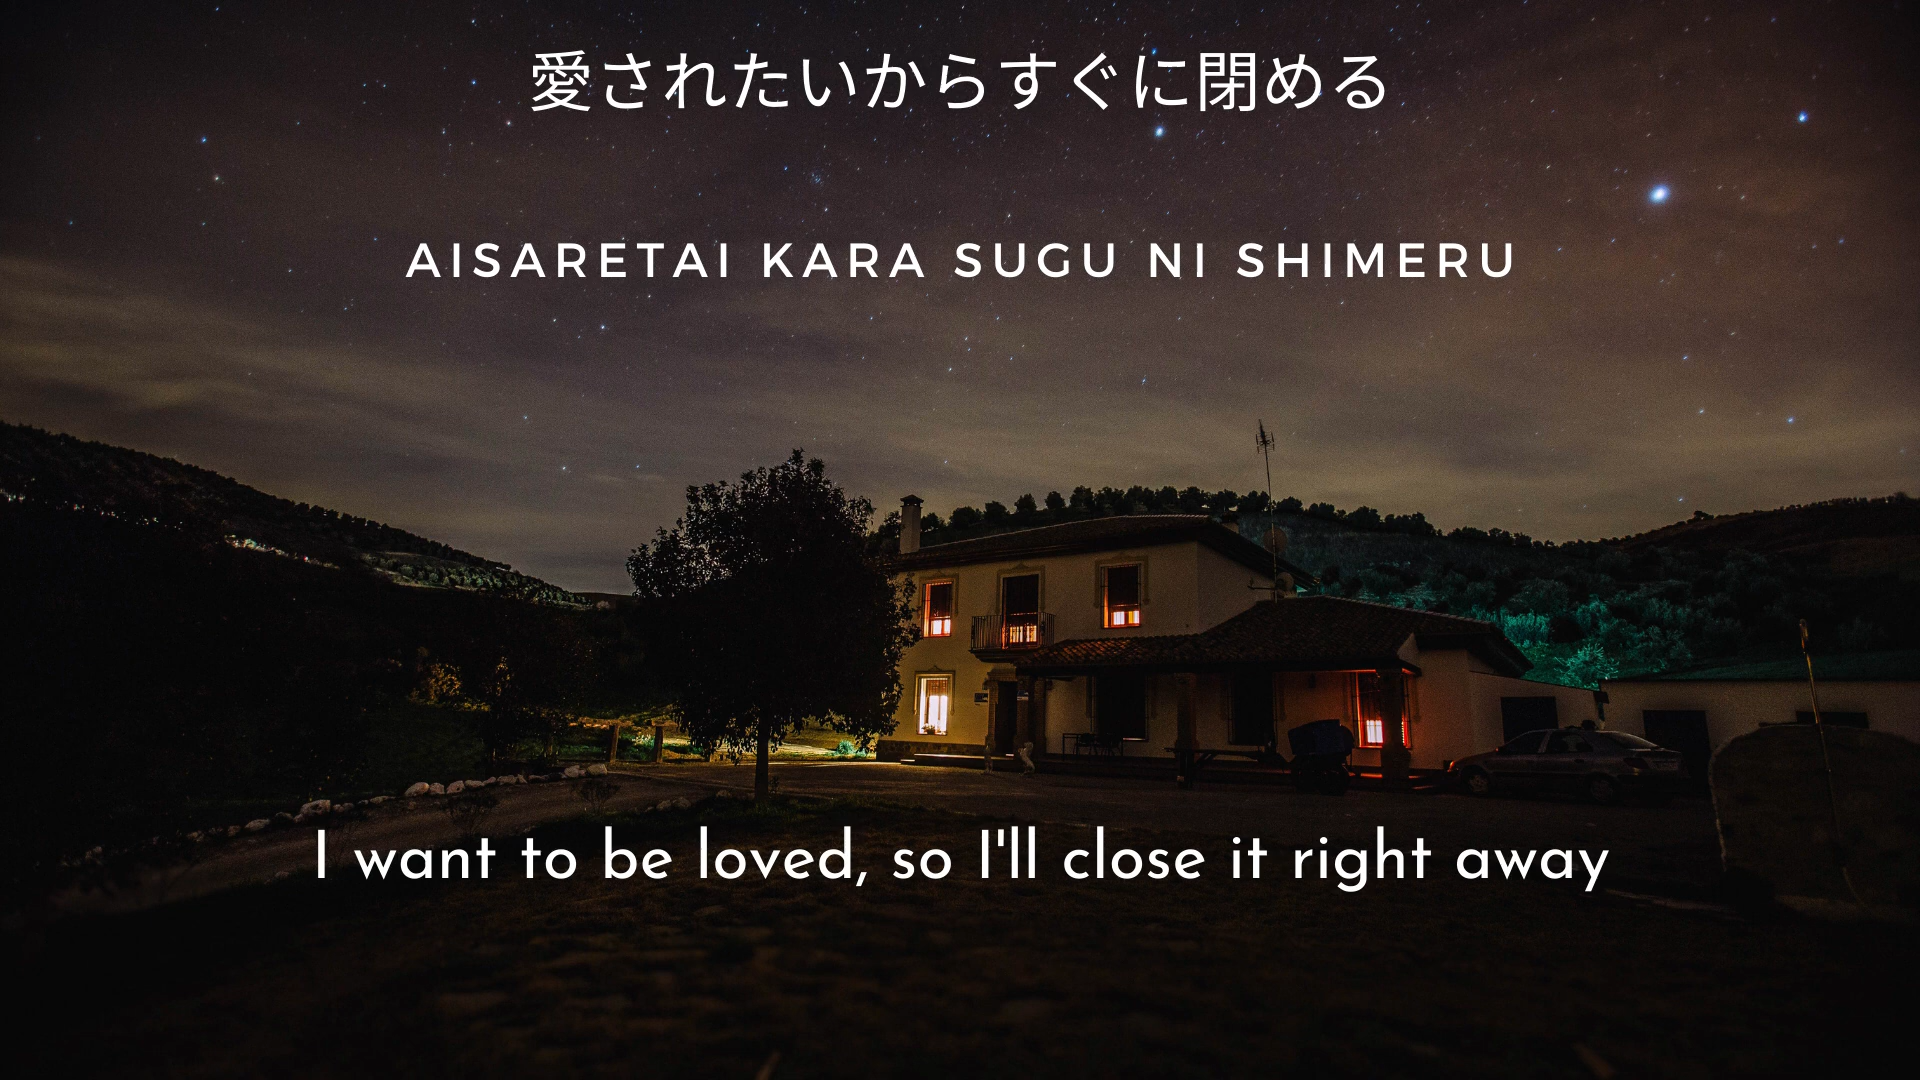 愛されたいからすぐに閉める
AISARETAI KARA SUGU NI SHIMERU
I want to be loved, so I'll close it right away